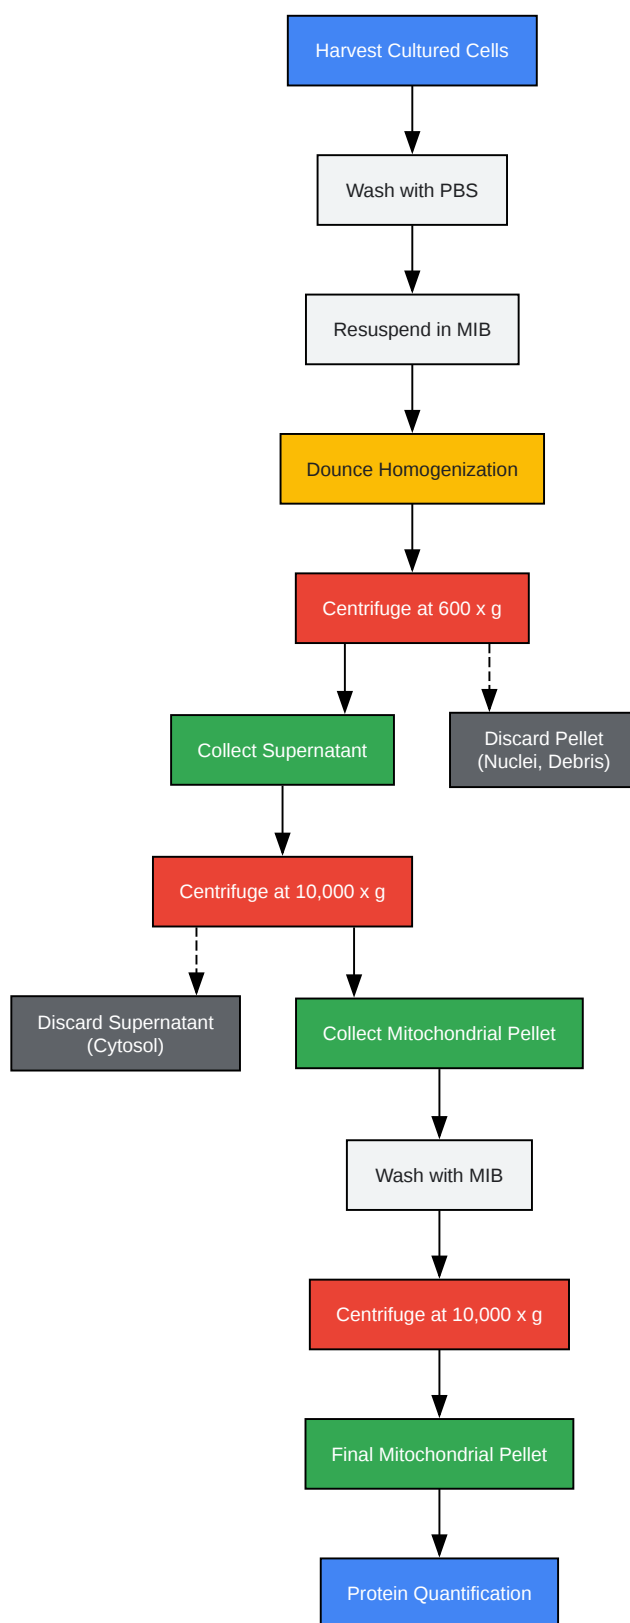 Harvest Cultured Cells
Wash with PBS
Resuspend in MIB
Dounce Homogenization
Centrifuge at 600 x g
Collect Supernatant
Discard Pellet
(Nuclei, Debris)
Centrifuge at 10,000 x g
Discard Supernatant
(Cytosol)
Collect Mitochondrial Pellet
Wash with MIB
Centrifuge at 10,000 x g
Final Mitochondrial Pellet
Protein Quantification